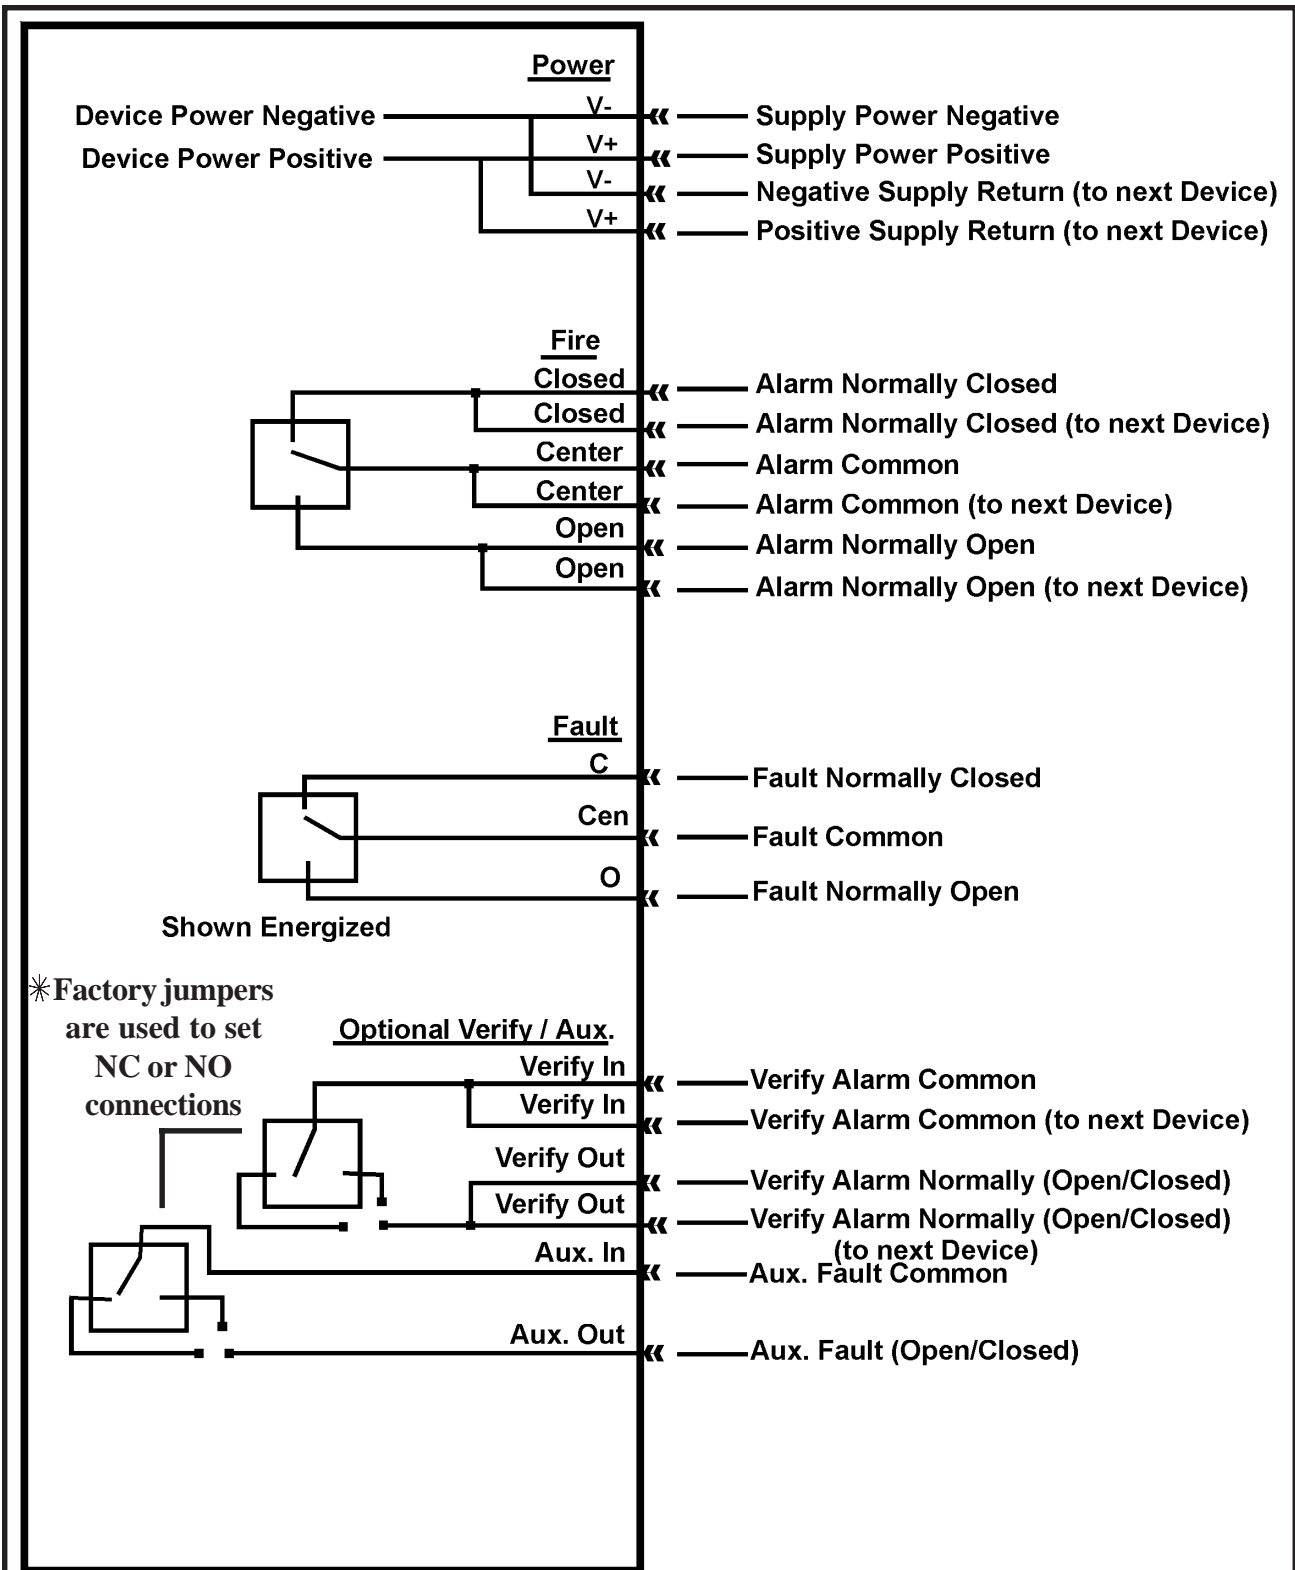 Power
Device Power Negative V- Supply Power Negative
Device Power Positive V+ Supply Power Positive
V- Negative Supply Return (to next Device)
V+ Positive Supply Return (to next Device)
Fire
Closed Alarm Normally Closed
Closed Alarm Normally Closed (to next Device)
Center Alarm Common
Center Alarm Common (to next Device)
Open Alarm Normally Open
Open Alarm Normally Open (to next Device)
Fault
C Fault Normally Closed
Cen Fault Common
O Fault Normally Open
Shown Energized
✳Factory jumpers
are used to set
NC or NO
connections
Optional Verify / Aux.
Verify In Verify Alarm Common
Verify In Verify Alarm Common (to next Device)
Verify Out Verify Alarm Normally (Open/Closed)
Verify Out Verify Alarm Normally (Open/Closed)
(to next Device)
Aux. In Aux. Fault Common
Aux. Out Aux. Fault (Open/Closed)